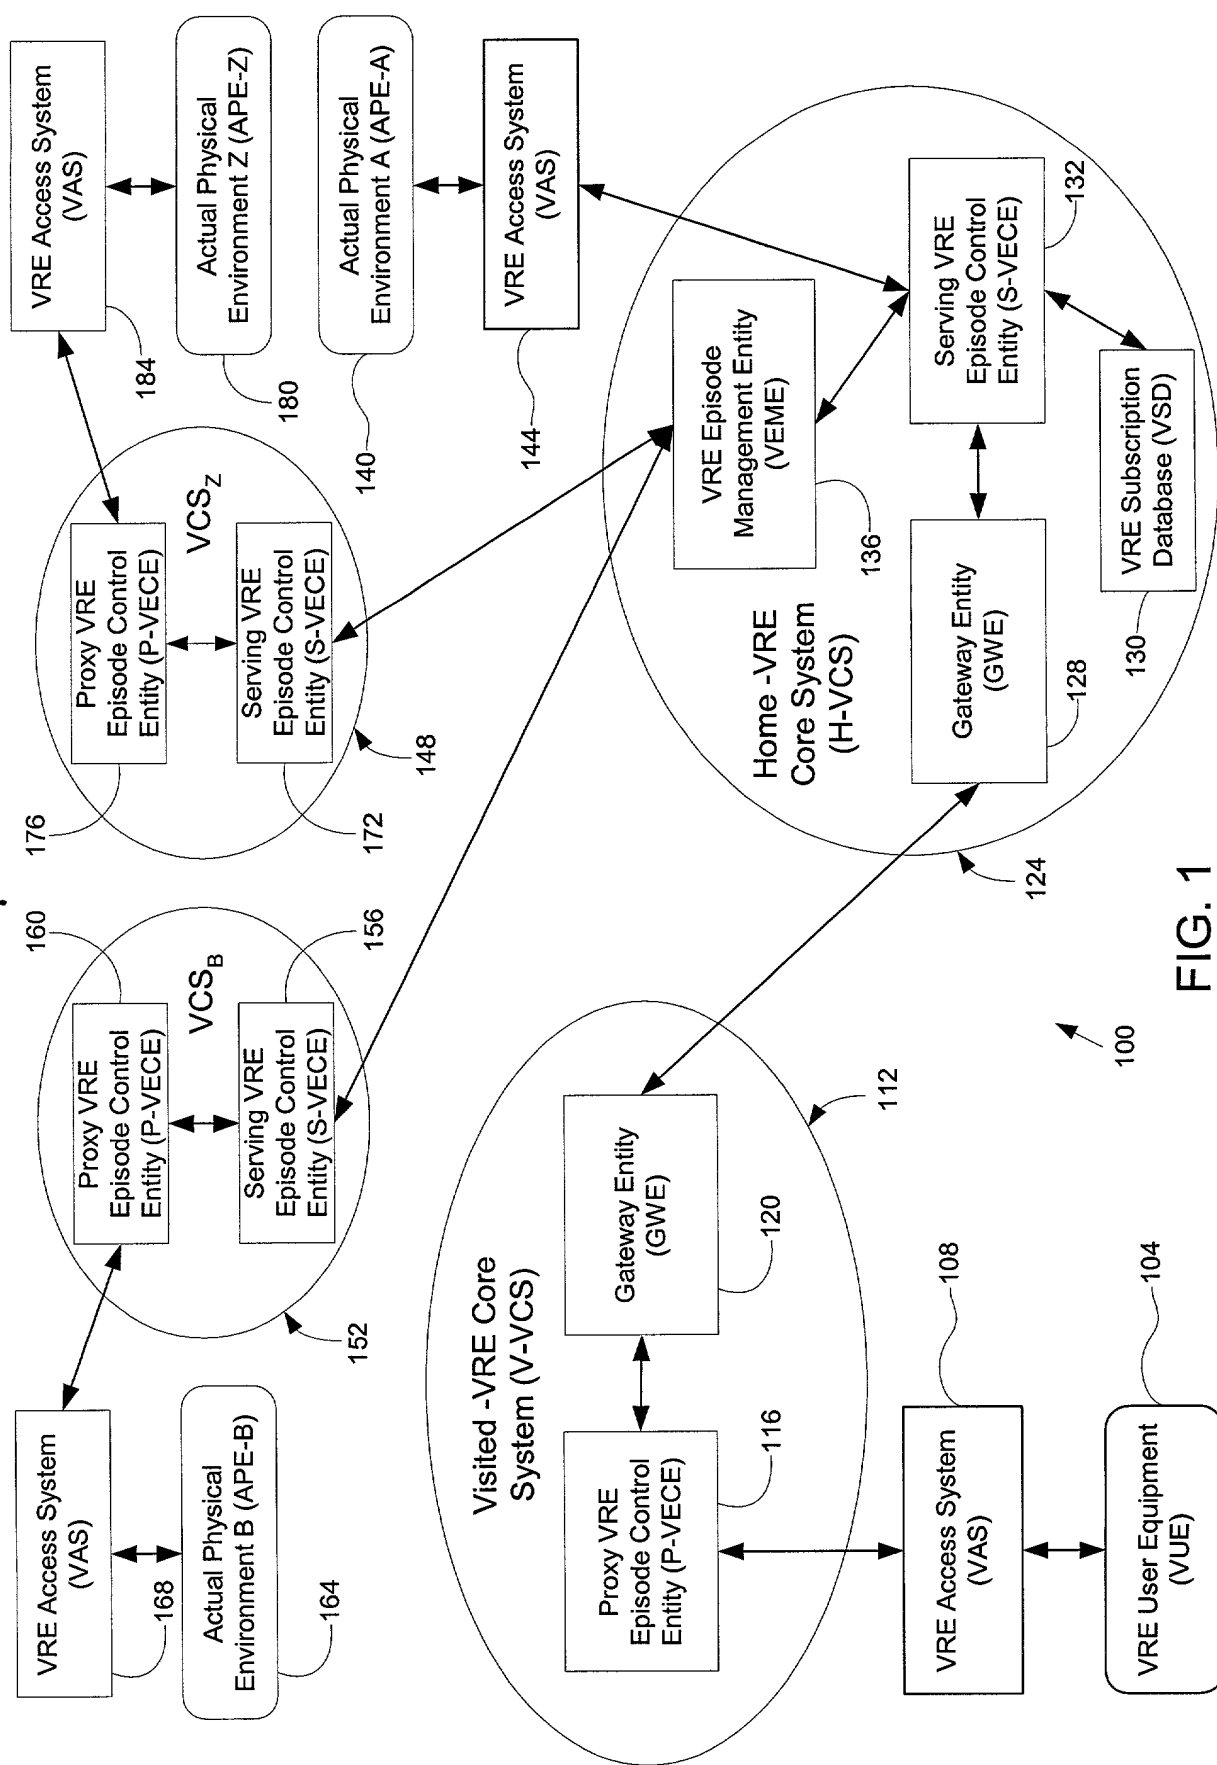 VRE Access System
(VAS)
168
Actual Physical
Environment B (APE-B)
164
160
Proxy VRE
Episode Control
Entity (P-VECE)
VCSB
Serving VRE
Episode Control
Entity (S-VECE)
156
152
176
Proxy VRE
Episode Control
Entity (P-VECE)
VCSZ
Serving VRE
Episode Control
Entity (S-VECE)
172
148
VRE Access System
(VAS)
184
Actual Physical
Environment Z (APE-Z)
180
Actual Physical
Environment A (APE-A)
140
VRE Access System
(VAS)
144
Visited -VRE Core
System (V-VCS)
Proxy VRE
Episode Control
Entity (P-VECE)
116
Gateway Entity
(GWE)
120
112
VRE Access System
(VAS)
108
VRE User Equipment
(VUE)
104
Home -VRE
Core System
(H-VCS)
VRE Episode
Management Entity
(VEME)
136
Gateway Entity
(GWE)
128
Serving VRE
Episode Control
Entity (S-VECE)
132
VRE Subscription
Database (VSD)
130
124
100
FIG. 1